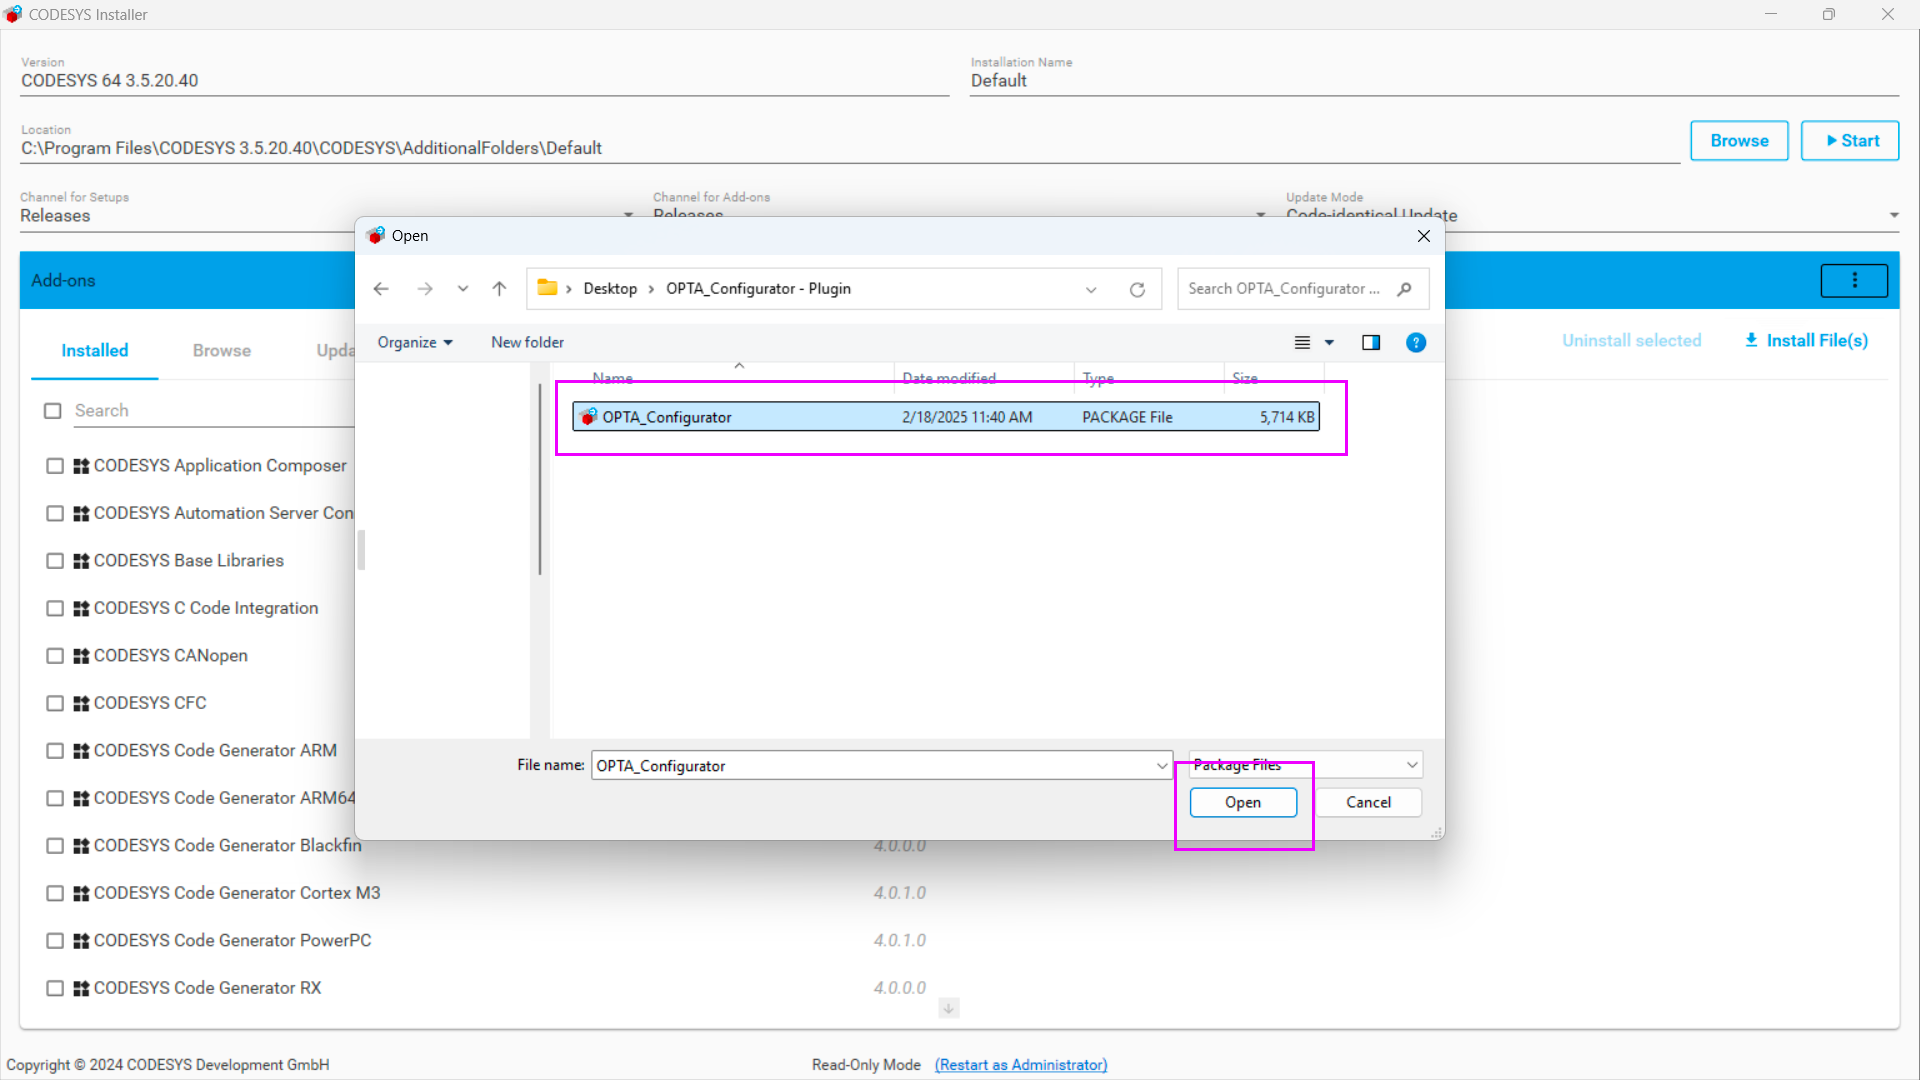 CODESYS Installer
Version
CODESYS 64 3.5.20.40
Installation Name
Default
Location
C:\Program Files\CODESYS 3.5.20.40\CODESYS\AdditionalFolders\Default
Browse
Start
Channel for Setups
Releases
Channel for Add-ons
Releases
Update Mode
Code-identical Update
Open
Add-ons
Desktop > OPTA_Configurator - Plugin
Search OPTA_Configurator ...
Organize
New folder
Installed
Browse
Upda
Uninstall selected
Install File(s)
Name
Date modified
Type
Size
Search
OPTA_Configurator
2/18/2025 11:40 AM
PACKAGE File
5,714 KB
CODESYS Application Composer
CODESYS Automation Server Con
CODESYS Base Libraries
CODESYS C Code Integration
CODESYS CANopen
CODESYS CFC
CODESYS Code Generator ARM
File name:
OPTA_Configurator
Package Files
CODESYS Code Generator ARM64
Open
Cancel
CODESYS Code Generator Blackfin
4.0.0.0
CODESYS Code Generator Cortex M3
4.0.1.0
CODESYS Code Generator PowerPC
4.0.1.0
CODESYS Code Generator RX
4.0.0.0
Copyright © 2024 CODESYS Development GmbH
Read-Only Mode
(Restart as Administrator)